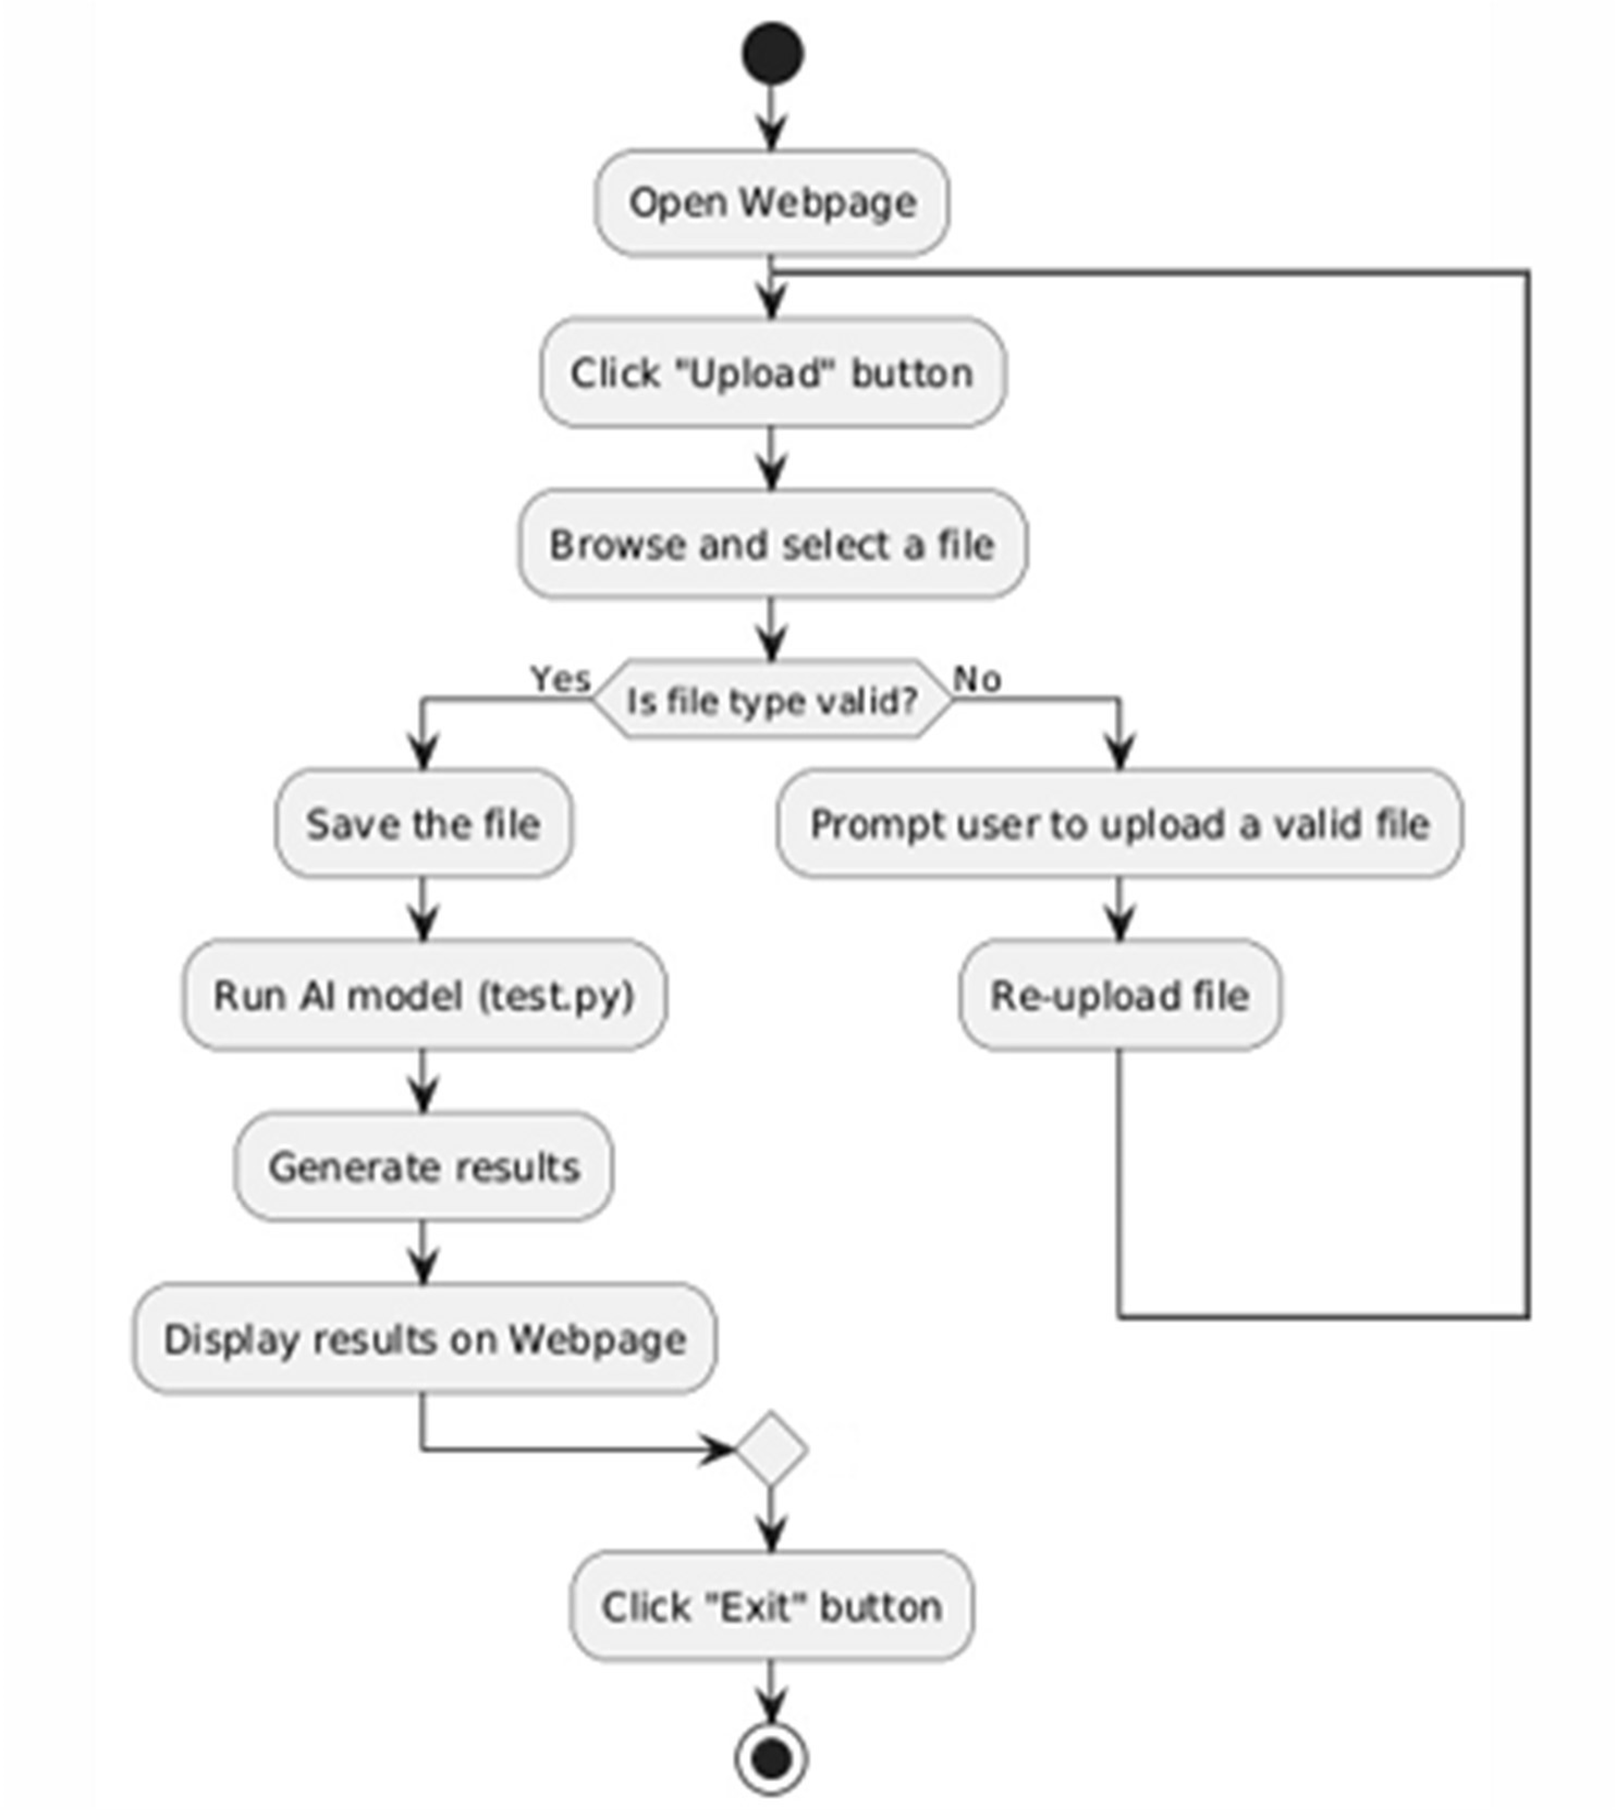 Open Webpage
Click "Upload" button
Browse and select a file
Yes
Is file type valid?
No
Save the file
Prompt user to upload a valid file
Run AI model (test.py)
Re-upload file
Generate results
Display results on Webpage
Click "Exit" button